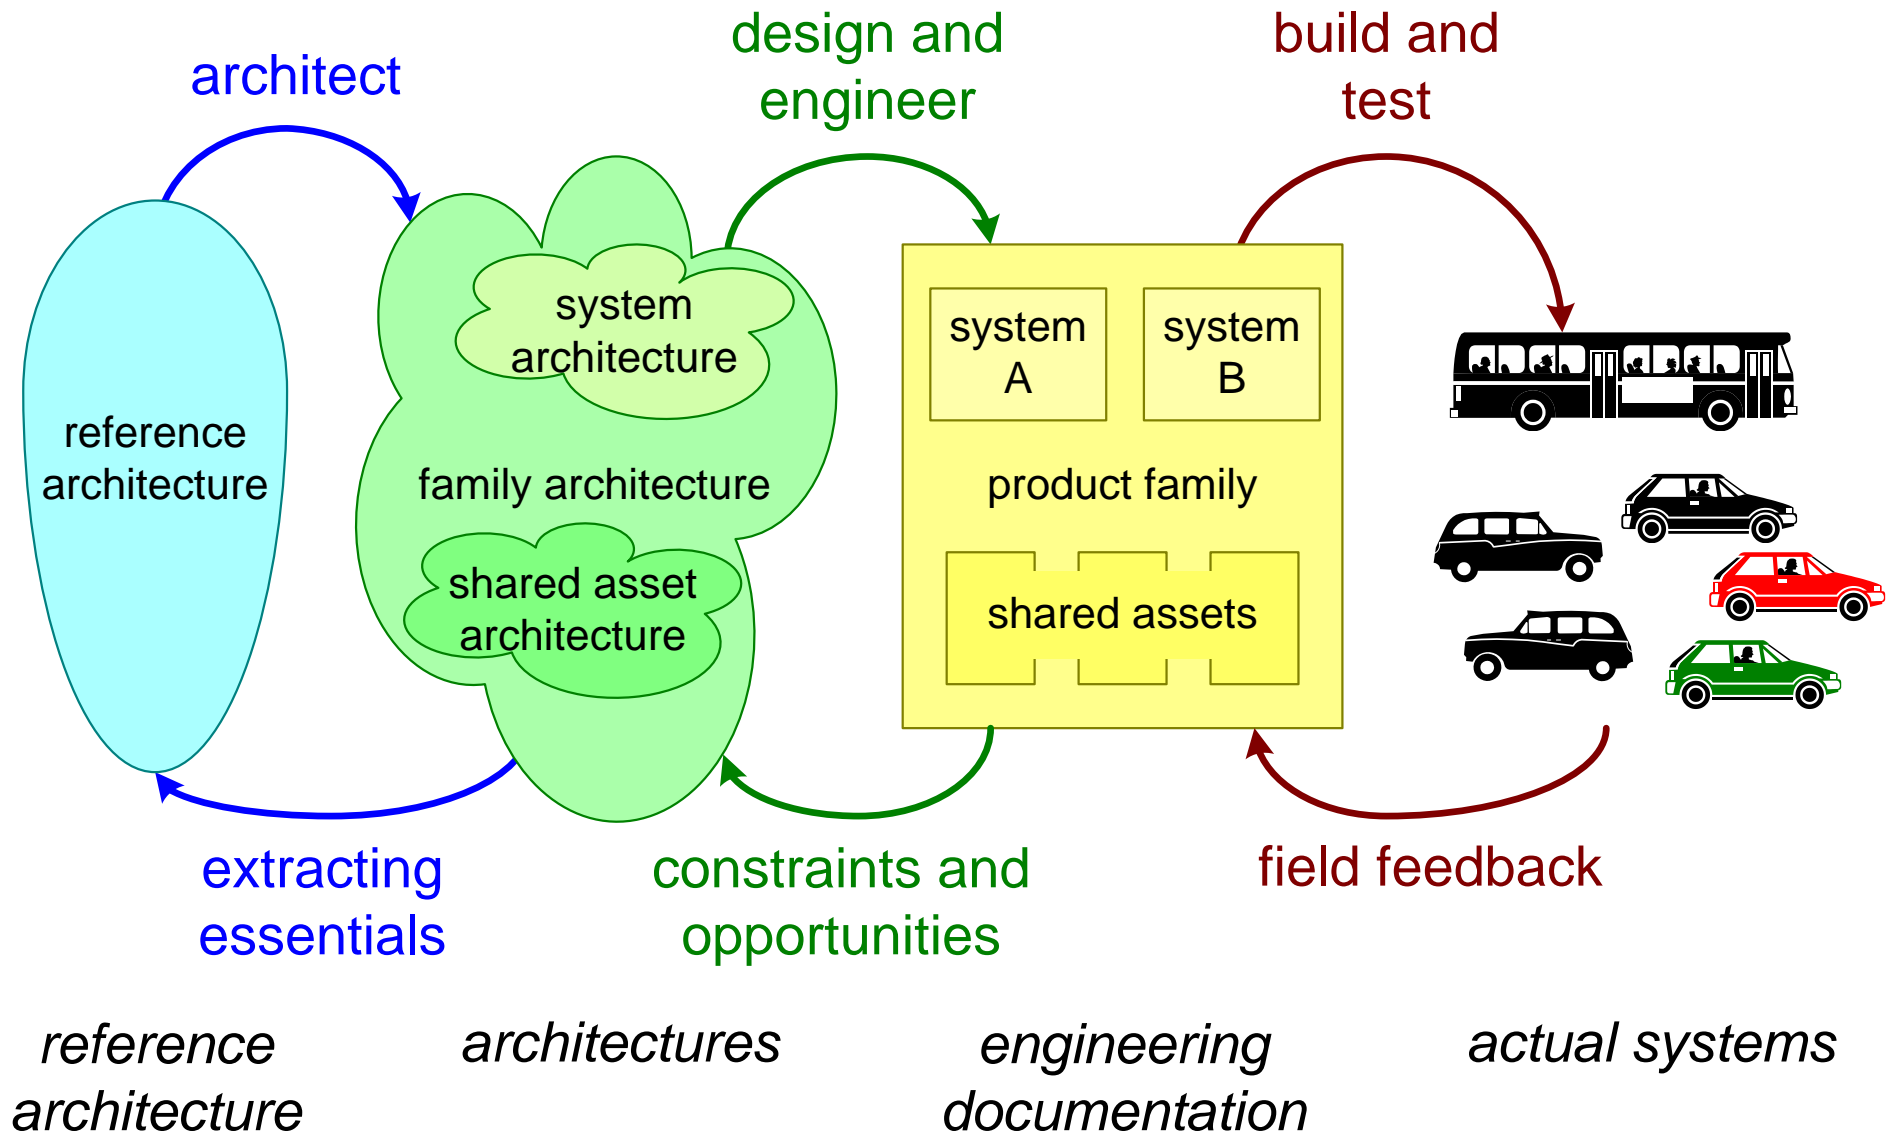 architect
design and
engineer
build and
test
reference
architecture
system
architecture
family architecture
shared asset
architecture
system
A
system
B
product family
shared assets
extracting
essentials
constraints and
opportunities
field feedback
reference
architecture
architectures
engineering
documentation
actual systems